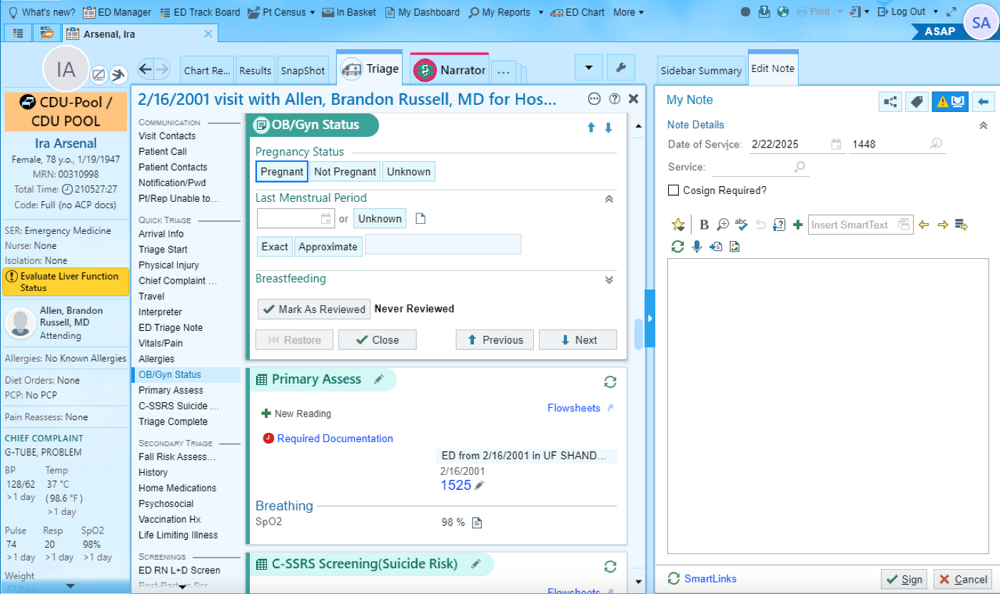 What's new? ED Manager ED Track Board Pt Census In Basket My Dashboard My Reports ED Chart More Print Log Out
Arsenal, Ira
ASAP
SA
IA
CDU-Pool /
CDU POOL
Ira Arsenal
Female, 78 y.o., 1/19/1947
MRN: 00310998
Total Time: 210527:27
Code: Full (no ACP docs)
SER: Emergency Medicine
Nurse: None
Isolation: None
Evaluate Liver Function
Status
Allen, Brandon
Russell, MD
Attending
Allergies: No Known Allergies
Diet Orders: None
PCP: No PCP
Pain Reassess: None
CHIEF COMPLAINT
G-TUBE, PROBLEM
BP Temp
128/62 37 °C
>1 day (98.6 °F)
>1 day
Pulse Resp SpO2
74 20 98%
>1 day >1 day >1 day
Weight
Chart Re... Results SnapShot Triage Narrator ...
2/16/2001 visit with Allen, Brandon Russell, MD for Hos...
COMMUNICATION
Visit Contacts
Patient Call
Patient Contacts
Notification/Pwd
Pt/Rep Unable to...
QUICK TRIAGE
Arrival Info
Triage Start
Physical Injury
Chief Complaint ...
Travel
Interpreter
ED Triage Note
Vitals/Pain
Allergies
OB/Gyn Status
Primary Assess
C-SSRS Suicide ...
Triage Complete
SECONDARY TRIAGE
Fall Risk Assess...
History
Home Medications
Psychosocial
Vaccination Hx
Life Limiting Illness
SCREENINGS
ED RN L+D Screen
OB/Gyn Status
Pregnancy Status
Pregnant Not Pregnant Unknown
Last Menstrual Period
or Unknown
Exact Approximate
Breastfeeding
Mark As Reviewed Never Reviewed
Restore Close Previous Next
Primary Assess
New Reading Flowsheets
Required Documentation
ED from 2/16/2001 in UF SHAND...
2/16/2001
1525
Breathing
SpO2 98 %
C-SSRS Screening(Suicide Risk)
Flowsheets
Sidebar Summary Edit Note
My Note
Note Details
Date of Service: 2/22/2025 1448
Service:
Cosign Required?
B abc Insert SmartText
SmartLinks Sign Cancel